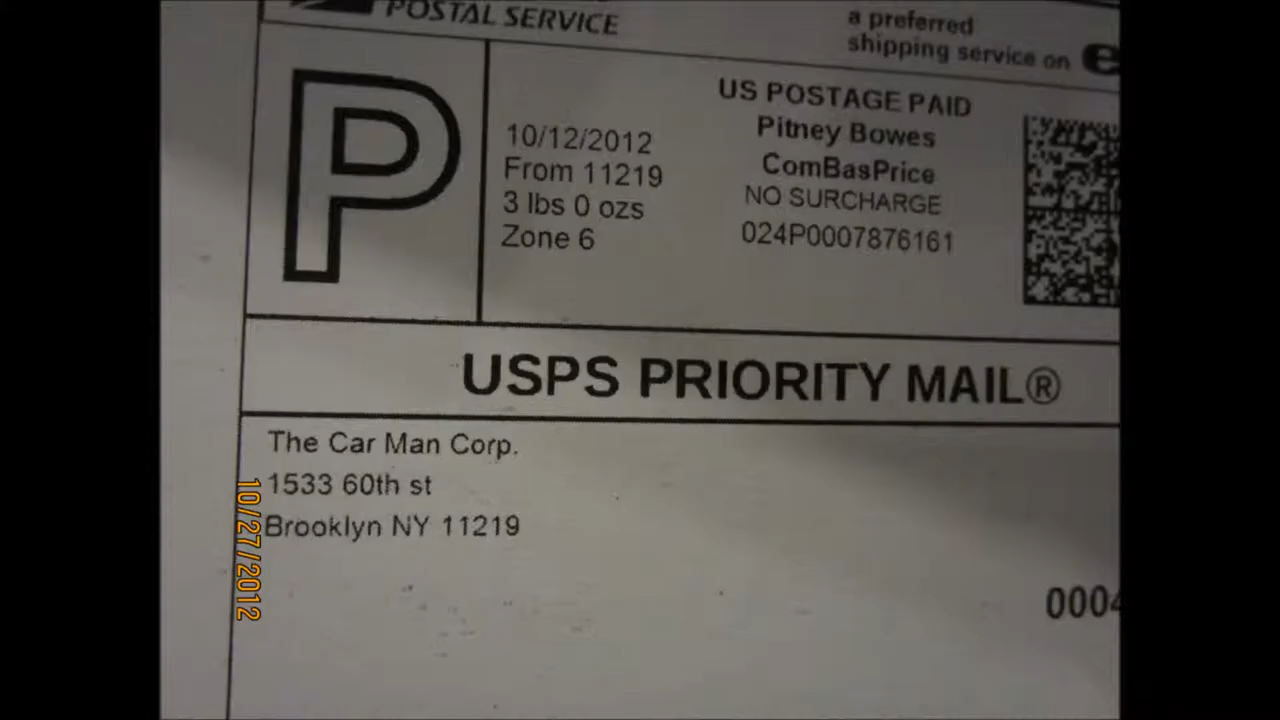 POSTAL SERVICE
a preferred
shipping service on e
P
10/12/2012
From 11219
3 lbs 0 ozs
Zone 6
US POSTAGE PAID
Pitney Bowes
ComBasPrice
NO SURCHARGE
024P0007876161
USPS PRIORITY MAIL®
The Car Man Corp.
1533 60th st
Brooklyn NY 11219
0004
10/27/2012